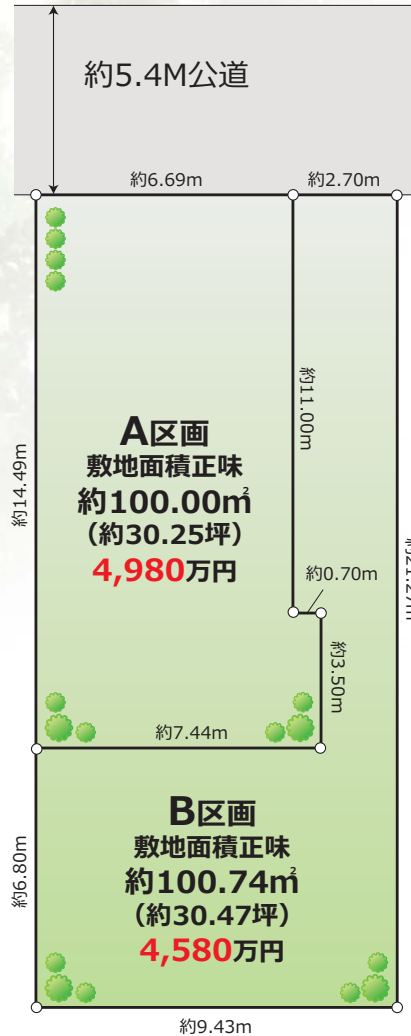 約5.4M公道
約6.69m
約2.70m
約14.49m
約11.00m
A区画
敷地面積正味
約100.00㎡
（約30.25坪）
4,980万円
約0.70m
約3.50m
約7.44m
約6.80m
B区画
敷地面積正味
約100.74㎡
（約30.47坪）
4,580万円
約9.43m